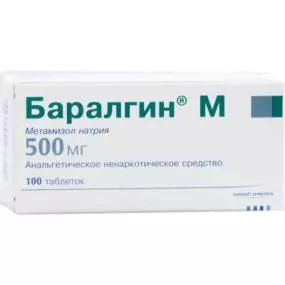 Баралгин® М
Метамизол натрия
500 мг
Анальгетическое ненаркотическое средство
100 таблеток